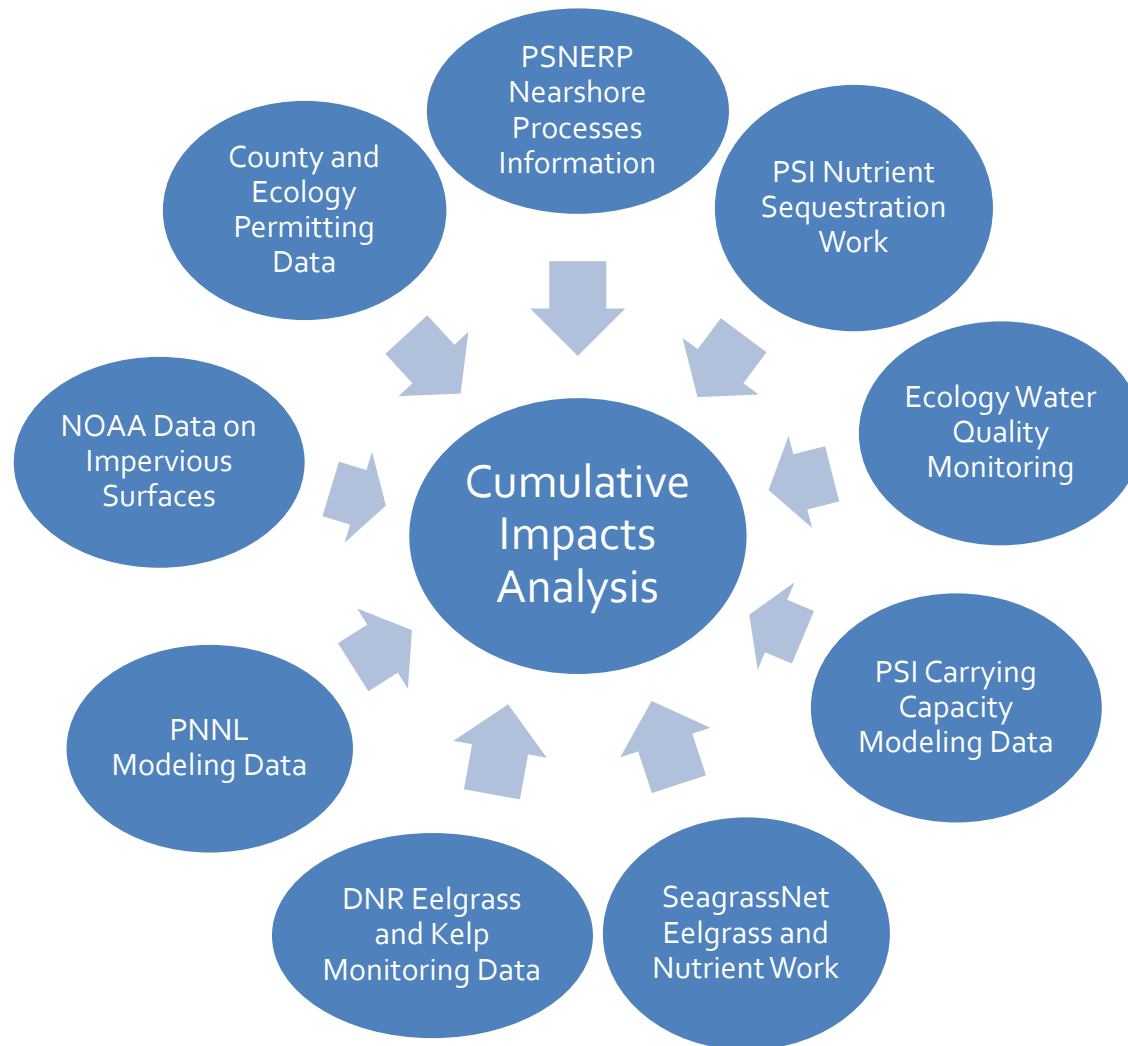 PSNERP
Nearshore
Processes
Information
PSI Nutrient
Sequestration
Work
Ecology Water
Quality
Monitoring
PSI Carrying
Capacity
Modeling Data
SeagrassNet
Eelgrass and
Nutrient Work
DNR Eelgrass
and Kelp
Monitoring Data
PNNL
Modeling Data
NOAA Data on
Impervious
Surfaces
County and
Ecology
Permitting
Data
Cumulative
Impacts
Analysis